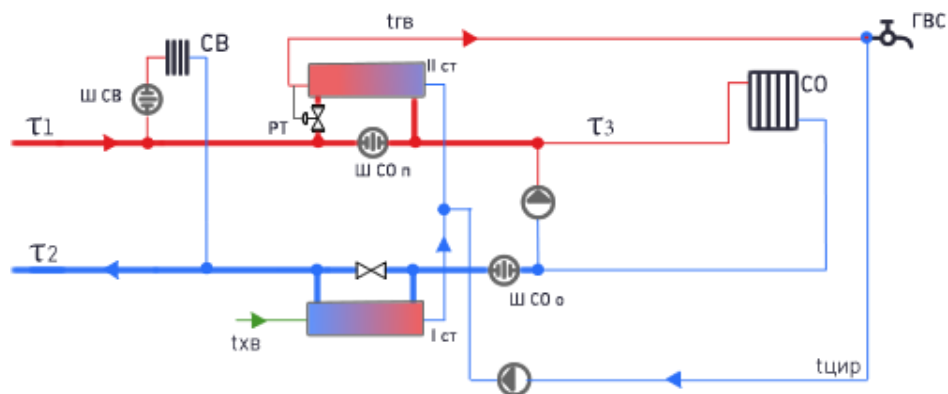 tгв
ГВС
СВ
II ст
Ш СВ
СО
РТ
τ1
τ3
Ш СО п
τ2
Ш СО о
I ст
tхв
tцир